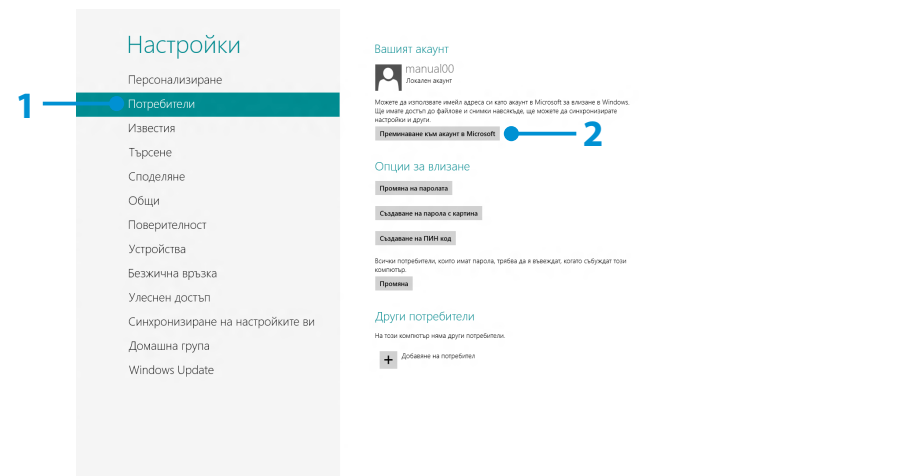 Настройки
Персонализиране
1
Потребители
Известия
Търсене
Споделяне
Общи
Поверителност
Устройства
Безжична връзка
Улеснен достъп
Синхронизиране на настройките ви
Домашна група
Windows Update
Вашият акаунт
manual00
Локален акаунт
Можете да използвате имейл адреса си като акаунт в Microsoft за влизане в Windows.
Ще имате достъп до файлове и снимки навсякъде, ще можете да синхронизирате
настройки и други.
Преминаване към акаунт в Microsoft
2
Опции за влизане
Промяна на паролата
Създаване на парола с картина
Създаване на ПИН код
Всички потребители, които имат парола, трябва да я въвеждат, когато събуждат този
компютър.
Промяна
Други потребители
На този компютър няма други потребители.
+ Добавяне на потребител